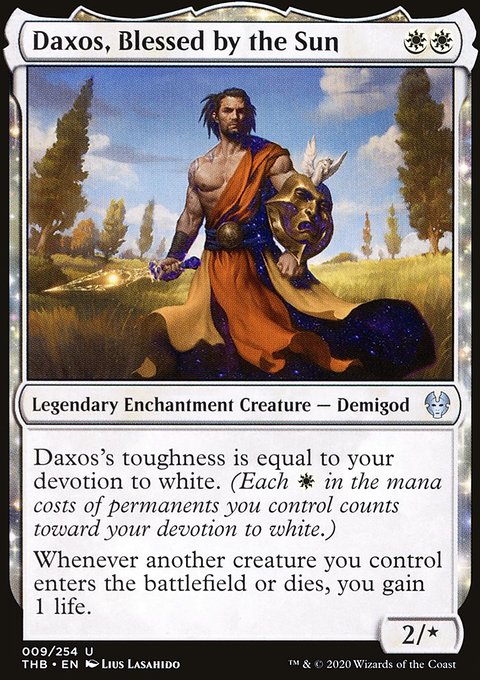 Daxos, Blessed by the Sun
Legendary Enchantment Creature — Demigod
Daxos's toughness is equal to your
devotion to white. (Each in the mana
costs of permanents you control counts
toward your devotion to white.)
Whenever another creature you control
enters the battlefield or dies, you gain
1 life.
2/★
009/254 U
THB • EN Lius Lasahido
™ & © 2020 Wizards of the Coast